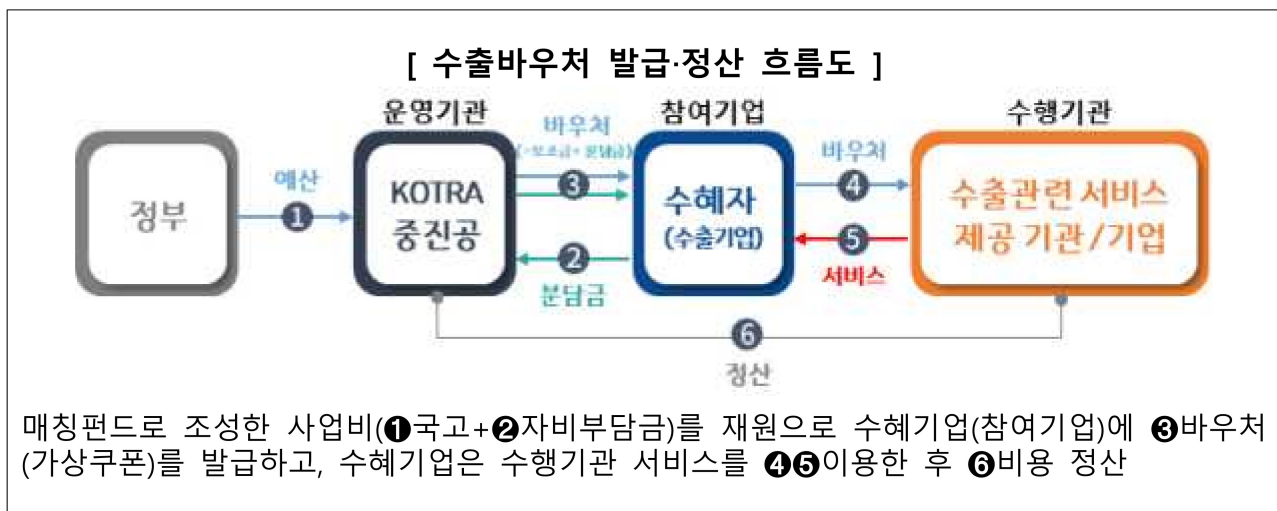 [ 수출바우처 발급·정산 흐름도 ]
운영기관
참여기업
수행기관
정부
예산
❶
KOTRA
중진공
바우처
(=보조금+분담금)
❸
❷
분담금
수혜자
(수출기업)
바우처
❹
❺
서비스
수출관련 서비스
제공 기관/기업
❻
정산
매칭펀드로 조성한 사업비(❶국고+❷자비부담금)를 재원으로 수혜기업(참여기업)에 ❸바우처
(가상쿠폰)를 발급하고, 수혜기업은 수행기관 서비스를 ❹❺이용한 후 ❻비용 정산